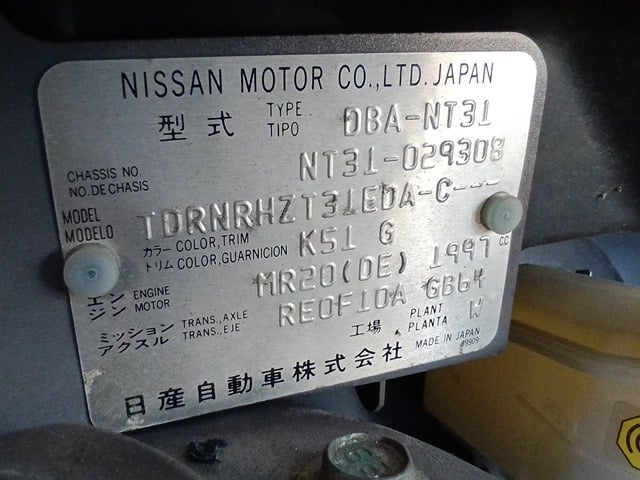 NISSAN MOTOR CO.,LTD. JAPAN
型式 TYPE TIPO DBA-NT31
CHASSIS NO. NO. DE CHASIS NT31-029308
MODEL MODELO TDRNRHZT31EDA-C---
カラー COLOR,TRIM トリム COLOR,GUARNICION K51 G
エンジン ENGINE MOTOR MR20(DE) 1997 CC
ミッション アクスル TRANS.,AXLE TRANS.,EJE RE0F10A GB64
工場 PLANT PLANTA W
日産自動車株式会社 MADE IN JAPAN